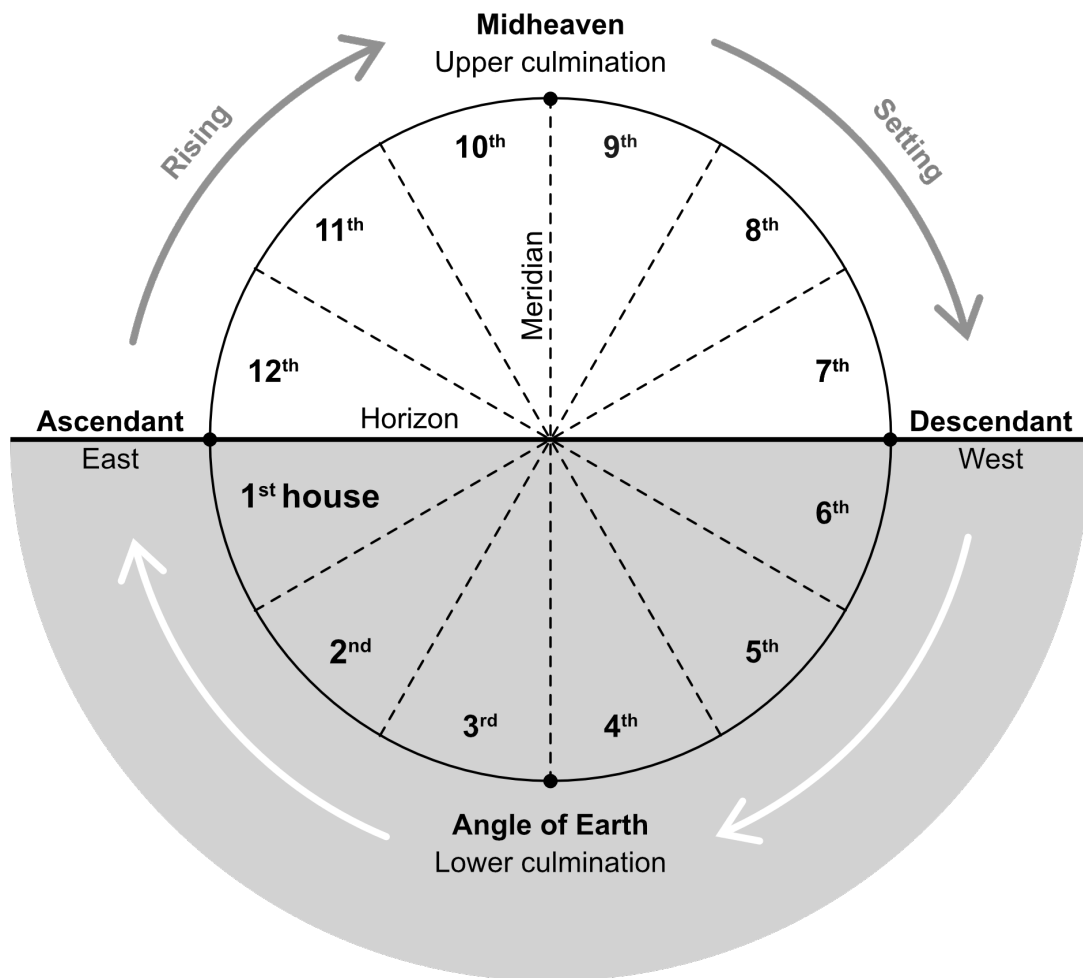 Midheaven
Upper culmination
Rising
Setting
10th
9th
11th
8th
Meridian
12th
7th
Ascendant
Horizon
Descendant
East
West
1st house
6th
2nd
5th
3rd
4th
Angle of Earth
Lower culmination